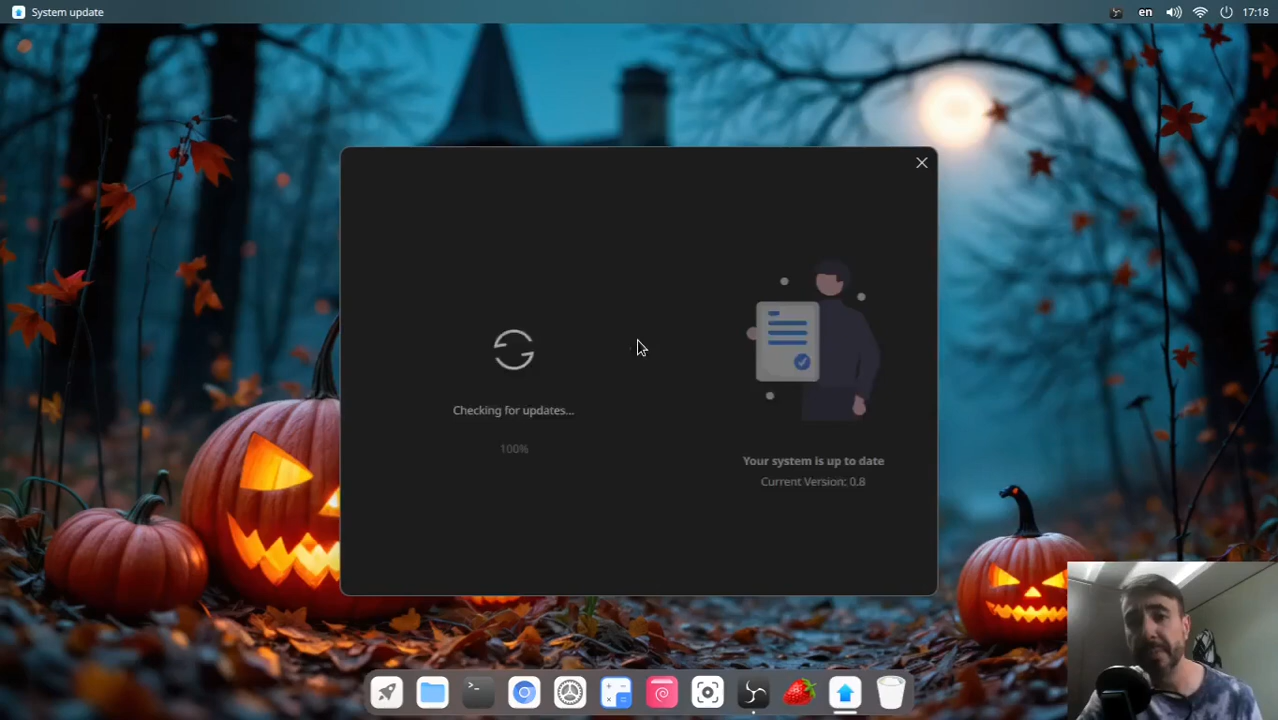 System update
en
17:18
Checking for updates...
100%
Your system is up to date
Current Version: 0.8